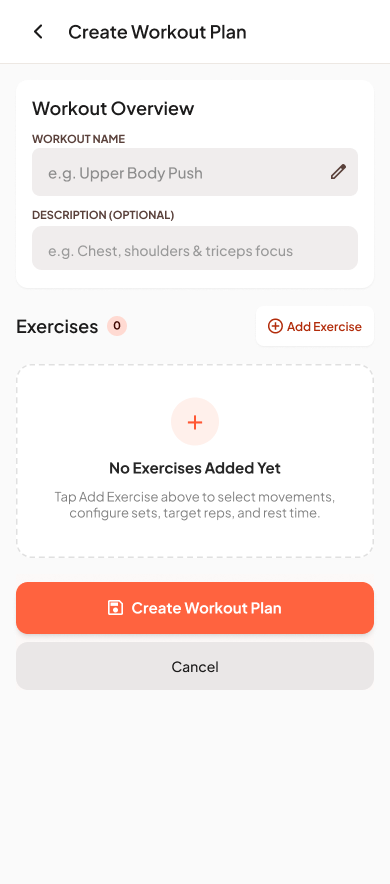 Create Workout Plan
Workout Overview
WORKOUT NAME
e.g. Upper Body Push
DESCRIPTION (OPTIONAL)
e.g. Chest, shoulders & triceps focus
Exercises 0
Add Exercise
No Exercises Added Yet
Tap Add Exercise above to select movements,
configure sets, target reps, and rest time.
Create Workout Plan
Cancel